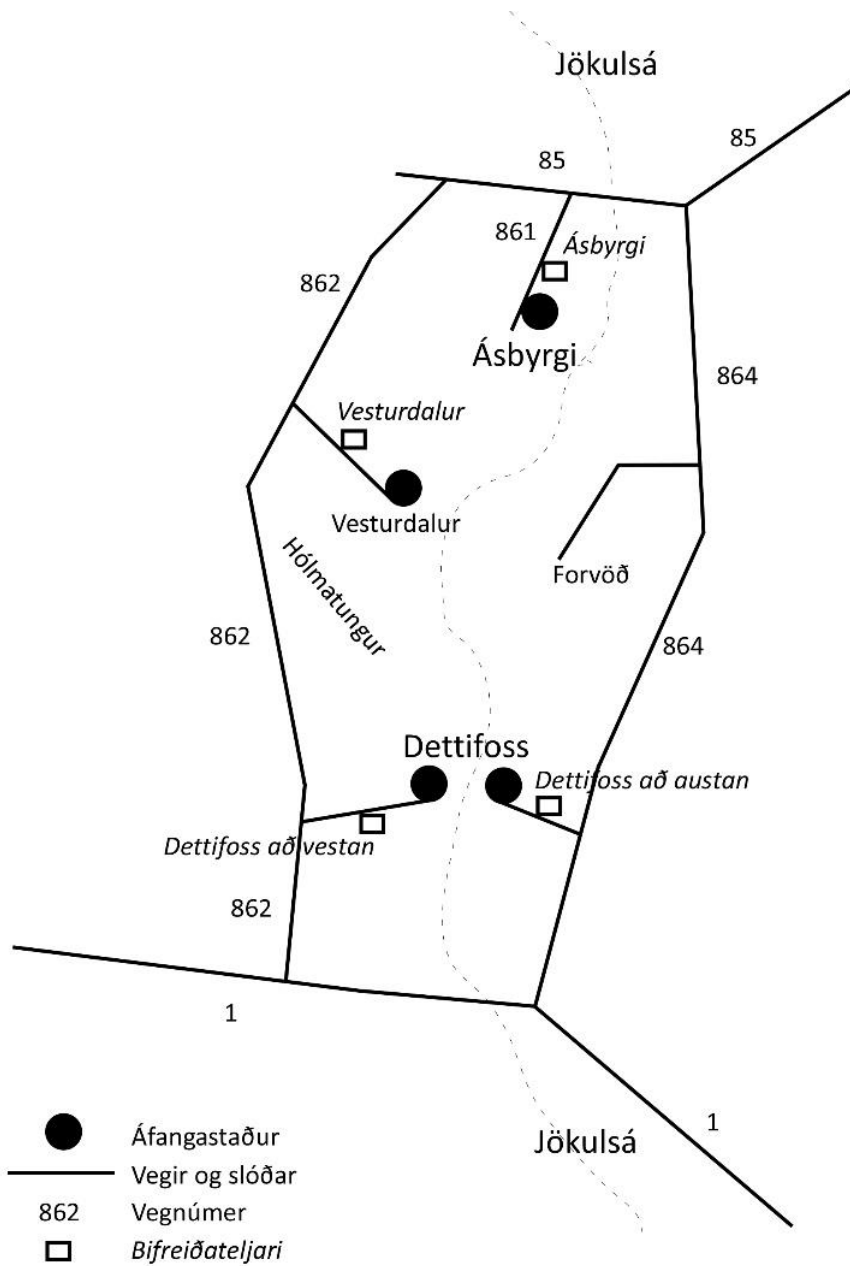 Jökulsá
85
85
861
Ásbyrgi
862
Ásbyrgi
864
Vesturdalur
Vesturdalur
Forvöð
Hólmatungur
862
864
Dettifoss
Dettifoss að austan
Dettifoss að vestan
862
1
Jökulsá
1
Áfangastaður
Vegir og slóðar
862 Vegnúmer
Bifreiðateljari